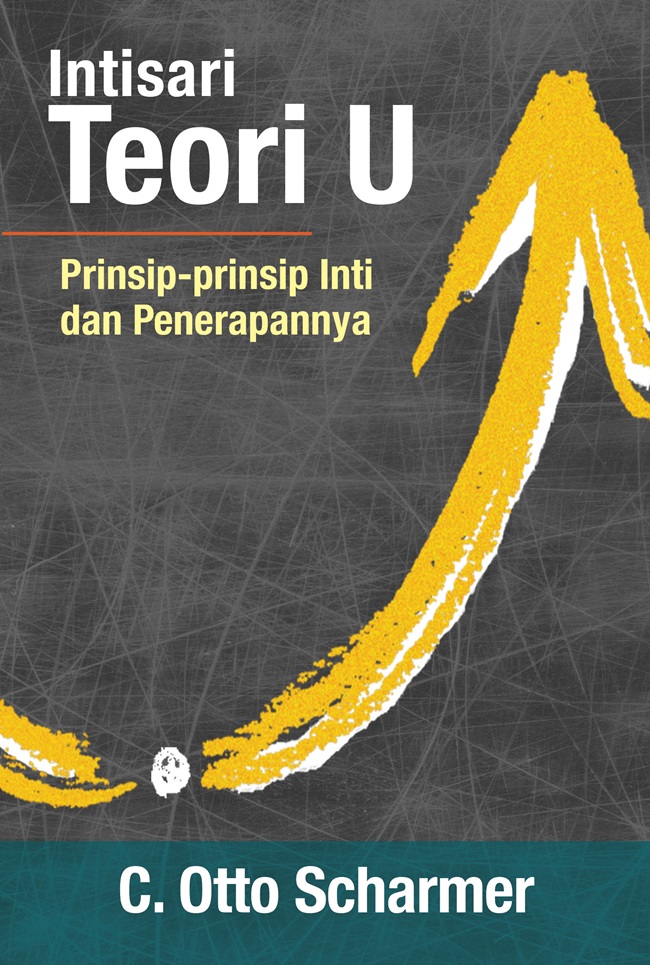 Intisari
Teori U
Prinsip-prinsip Inti
dan Penerapannya
C. Otto Scharmer